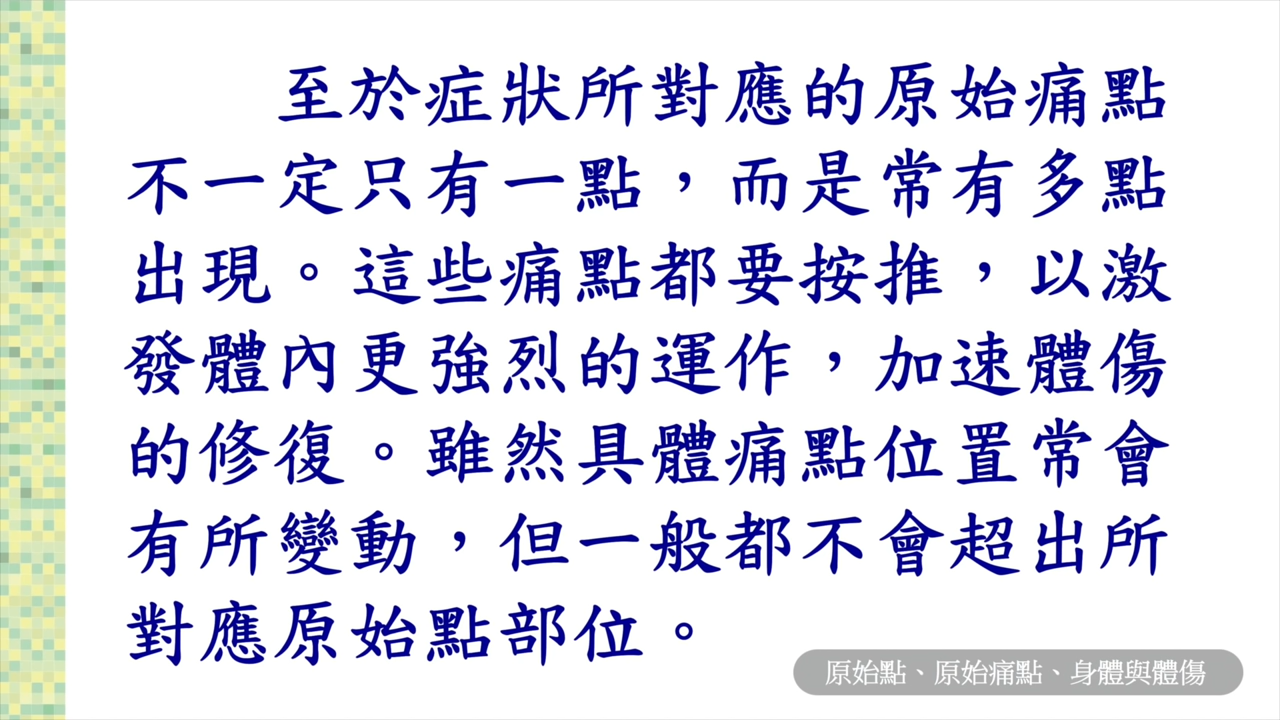 至於症狀所對應的原始痛點
不一定只有一點，而是常有多點
出現。這些痛點都要按推，以激
發體內更強烈的運作，加速體傷
的修復。雖然具體痛點位置常會
有所變動，但一般都不會超出所
對應原始點部位。
原始點、原始痛點、身體與體傷